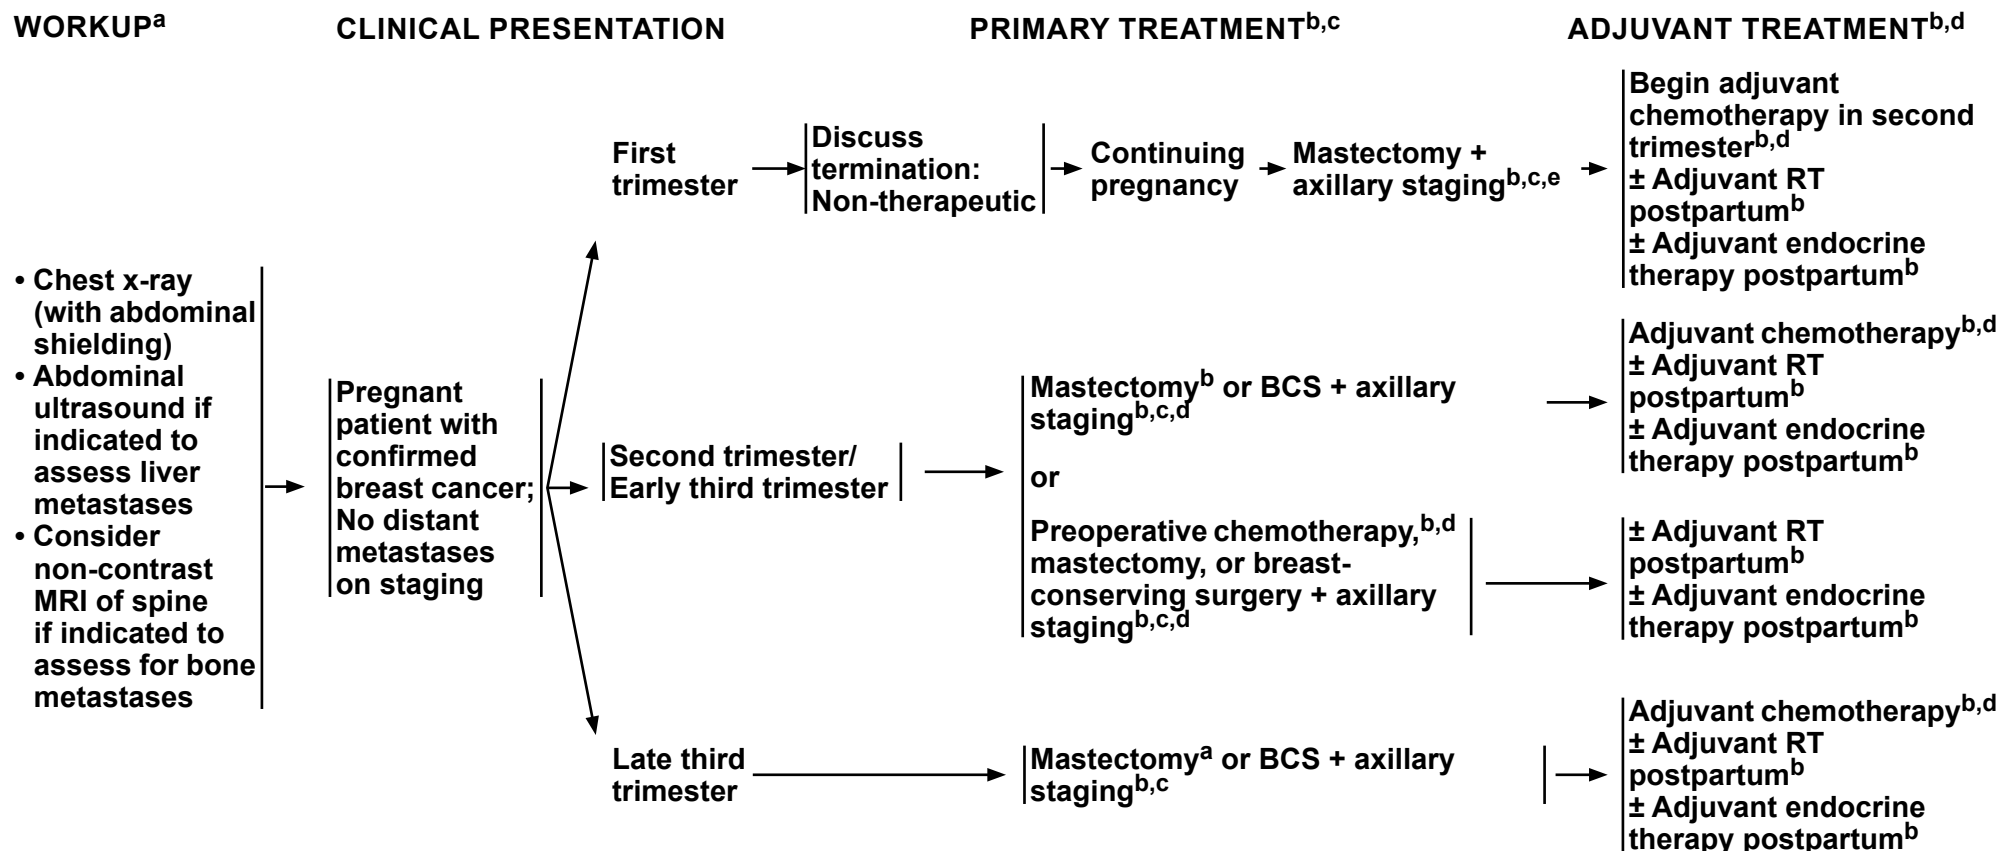 WORKUPa
CLINICAL PRESENTATION
PRIMARY TREATMENTb,c
ADJUVANT TREATMENTb,d
• Chest x-ray
(with abdominal
shielding)
• Abdominal
ultrasound if
indicated to
assess liver
metastases
• Consider
non-contrast
MRI of spine
if indicated to
assess for bone
metastases
Pregnant
patient with
confirmed
breast cancer;
No distant
metastases
on staging
First
trimester
Discuss
termination:
Non-therapeutic
Continuing
pregnancy
Mastectomy +
axillary stagingb,c,e
Begin adjuvant
chemotherapy in second
trimesterb,d
± Adjuvant RT
postpartumb
± Adjuvant endocrine
therapy postpartumb
Second trimester/
Early third trimester
Mastectomyb or BCS + axillary
stagingb,c,d
or
Preoperative chemotherapy,b,d
mastectomy, or breast-
conserving surgery + axillary
stagingb,c,d
Adjuvant chemotherapyb,d
± Adjuvant RT
postpartumb
± Adjuvant endocrine
therapy postpartumb
± Adjuvant RT
postpartumb
± Adjuvant endocrine
therapy postpartumb
Late third
trimester
Mastectomya or BCS + axillary
stagingb,c
Adjuvant chemotherapyb,d
± Adjuvant RT
postpartumb
± Adjuvant endocrine
therapy postpartumb